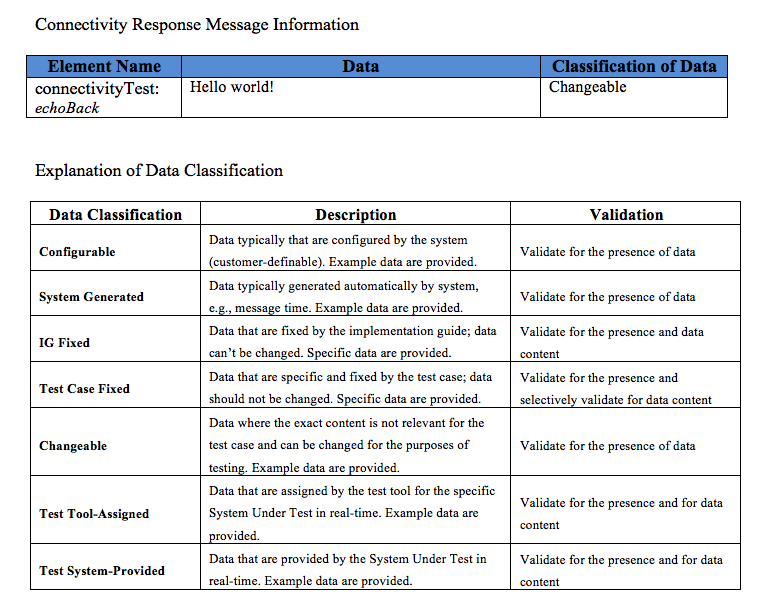 Connectivity Response Message Information
Element Name Data Classification of Data
connectivityTest: Hello world! Changeable
echoBack
Explanation of Data Classification
Data Classification Description Validation
Configurable
Data typically that are configured by the system
(customer-definable). Example data are provided.
Validate for the presence of data
System Generated
Data typically generated automatically by system,
e.g., message time. Example data are provided.
Validate for the presence of data
IG Fixed
Data that are fixed by the implementation guide; data
can't be changed. Specific data are provided.
Validate for the presence and data
content
Test Case Fixed
Data that are specific and fixed by the test case; data
should not be changed. Specific data are provided.
Validate for the presence and
selectively validate for data content
Changeable
Data where the exact content is not relevant for the
test case and can be changed for the purposes of
testing. Example data are provided.
Validate for the presence of data
Test Tool-Assigned
Data that are assigned by the test tool for the specific
System Under Test in real-time. Example data are
provided.
Validate for the presence and for data
content
Test System-Provided
Data that are provided by the System Under Test in
real-time. Example data are provided.
Validate for the presence and for data
content